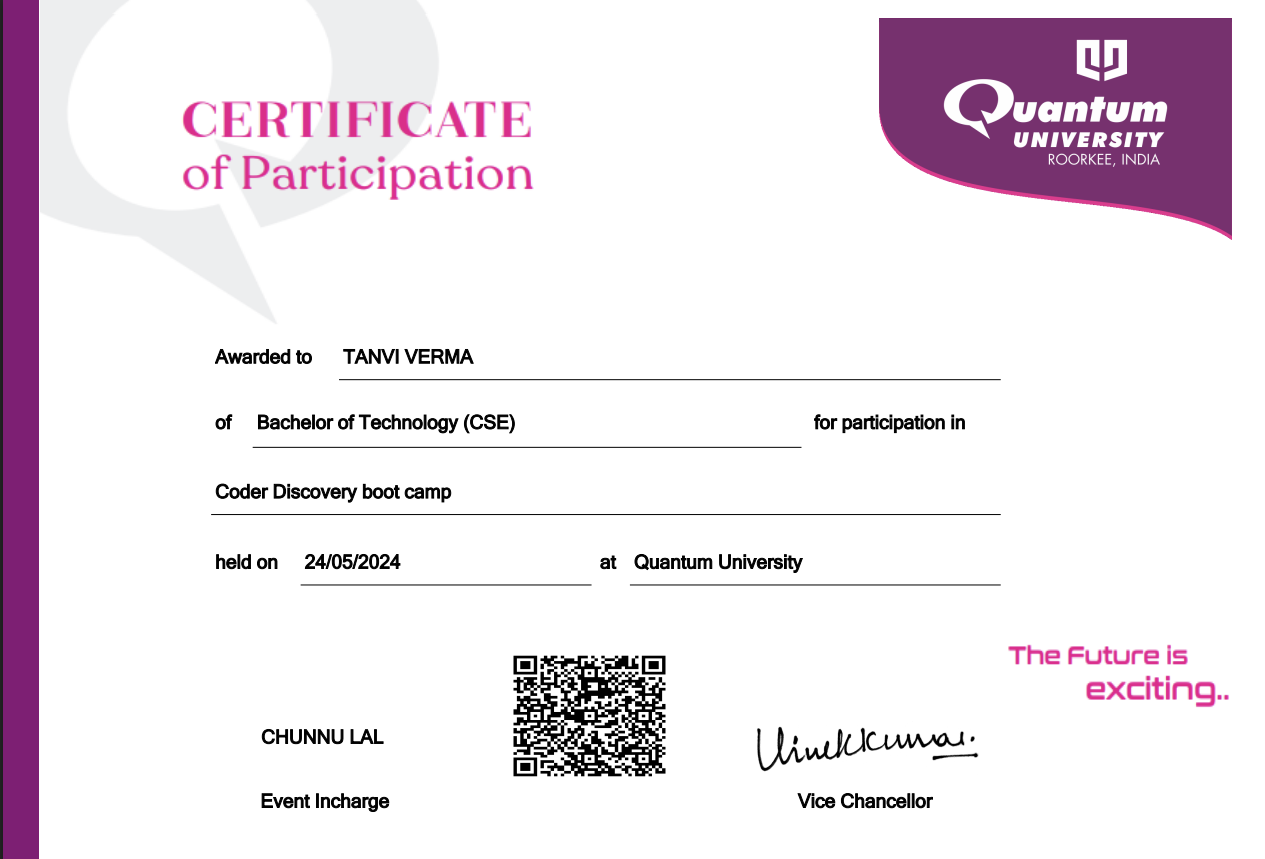 CERTIFICATE
of Participation
Quantum
UNIVERSITY
ROORKEE, INDIA
Awarded to TANVI VERMA
of Bachelor of Technology (CSE) for participation in
Coder Discovery boot camp
held on 24/05/2024 at Quantum University
The Future is
exciting..
CHUNNU LAL
Event Incharge
Vice Chancellor